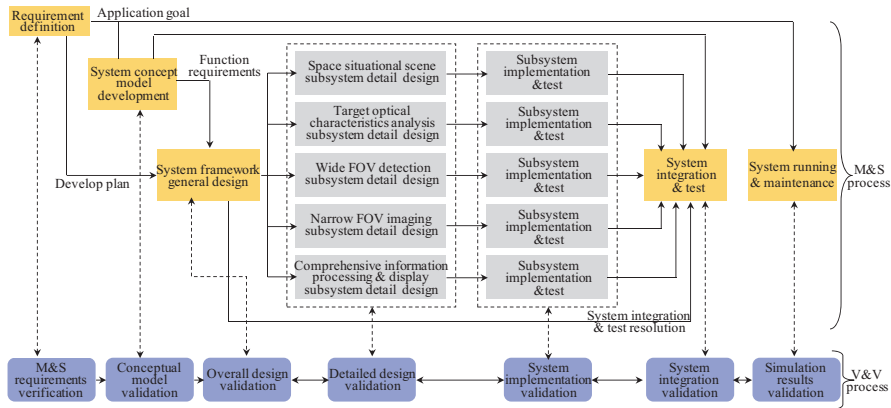 Requirement
definition
Application goal
System concept
model
development
Function
requirements
Develop plan
System framework
general design
Space situational scene
subsystem detail design
Target optical
characteristics analysis
subsystem detail design
Wide FOV detection
subsystem detail design
Narrow FOV imaging
subsystem detail design
Comprehensive information
processing & display
subsystem detail design
Subsystem
implementation
&test
Subsystem
implementation
&test
Subsystem
implementation
&test
Subsystem
implementation
&test
Subsystem
implementation
&test
System
integration
& test
System running
& maintenance
M&S
process
System integration
& test resolution
M&S
requirements
verification
Conceptual
model
validation
Overall design
validation
Detailed design
validation
System
implementation
validation
System
integration
validation
Simulation
results
validation
V&V
process